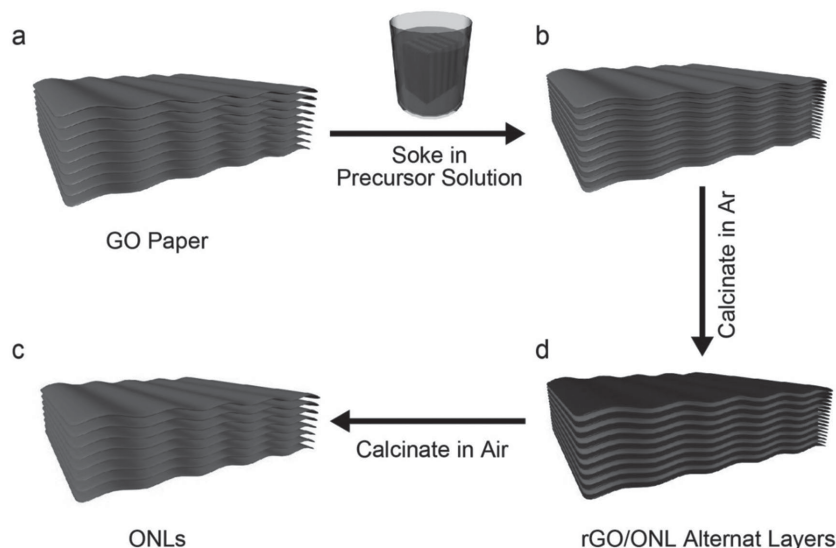 a
b
Soke in
Precursor Solution
GO Paper
Calcinate in Ar
c
d
Calcinate in Air
ONLs
rGO/ONL Alternat Layers